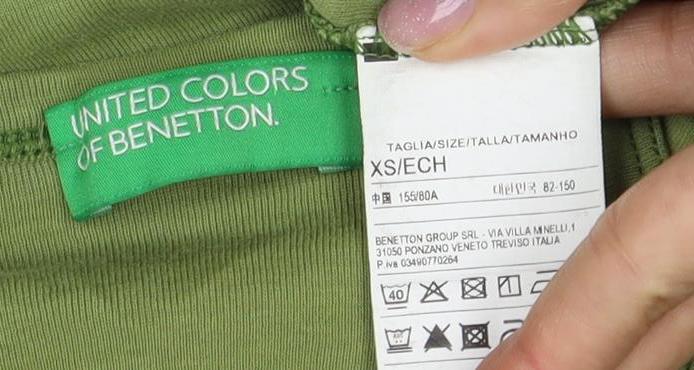 UNITED COLORS
OF BENETTON.
TAGLIA/SIZE/TALLA/TAMANHO
XS/ECH
中国 155/80A 대한민국 82-150
BENETTON GROUP SRL - VIA VILLA MINELLI,1
31050 PONZANO VENETO TREVISO ITALIA
P.iva 03490770264
40